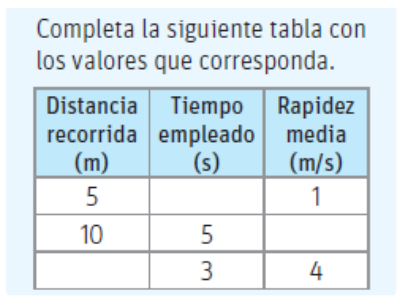 Completa la siguiente tabla con
los valores que corresponda.
Distancia recorrida (m) Tiempo empleado (s) Rapidez media (m/s)
5 1
10 5
3 4